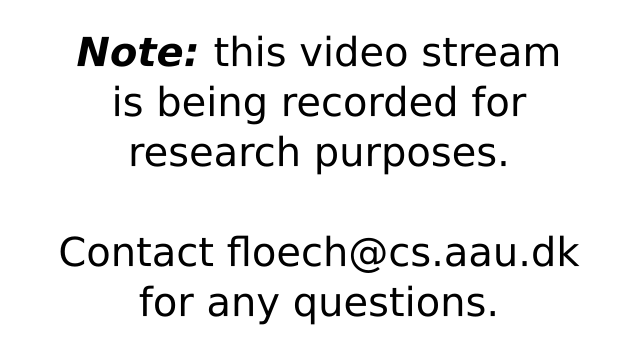 Note: this video stream
is being recorded for
research purposes.
Contact floech@cs.aau.dk
for any questions.